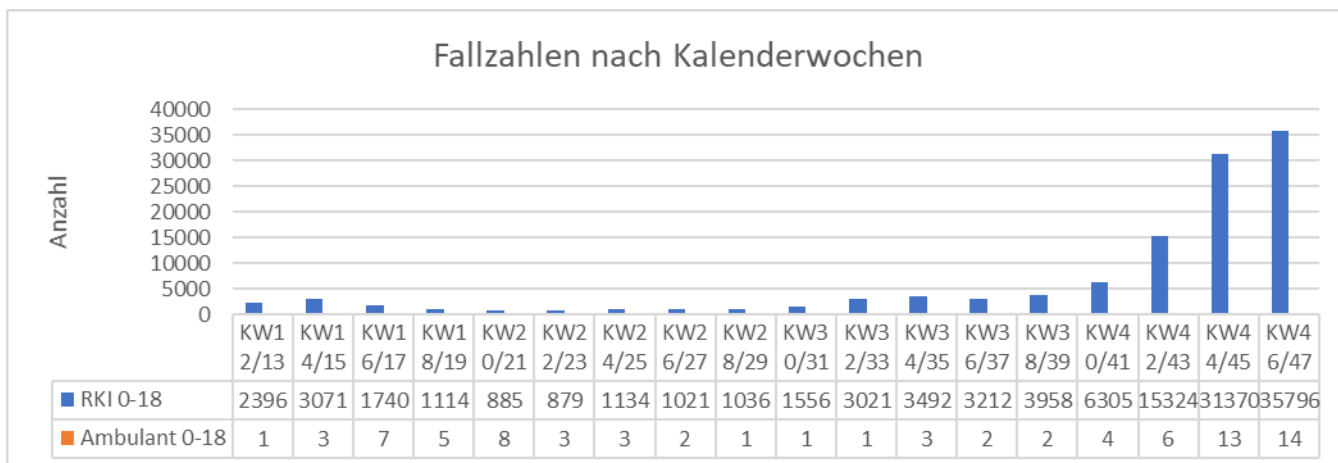 Fallzahlen nach Kalenderwochen
Anzahl
40000
35000
30000
25000
20000
15000
10000
5000
0
KW1 KW1 KW1 KW1 KW2 KW2 KW2 KW2 KW2 KW3 KW3 KW3 KW3 KW3 KW4 KW4 KW4 KW4
2/13 4/15 6/17 8/19 0/21 2/23 4/25 6/27 8/29 0/31 2/33 4/35 6/37 8/39 0/41 2/43 4/45 6/47
RKI 0-18 2396 3071 1740 1114 885 879 1134 1021 1036 1556 3021 3492 3212 3958 6305 15324 31370 35796
Ambulant 0-18 1 3 7 5 8 3 3 2 1 1 1 3 2 2 4 6 13 14